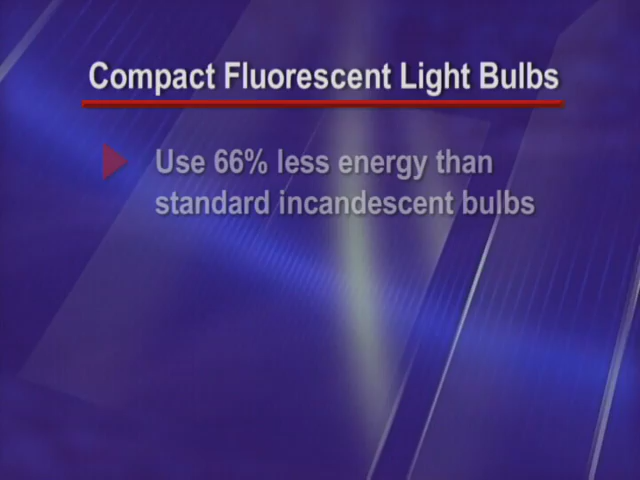 Compact Fluorescent Light Bulbs
Use 66% less energy than
standard incandescent bulbs